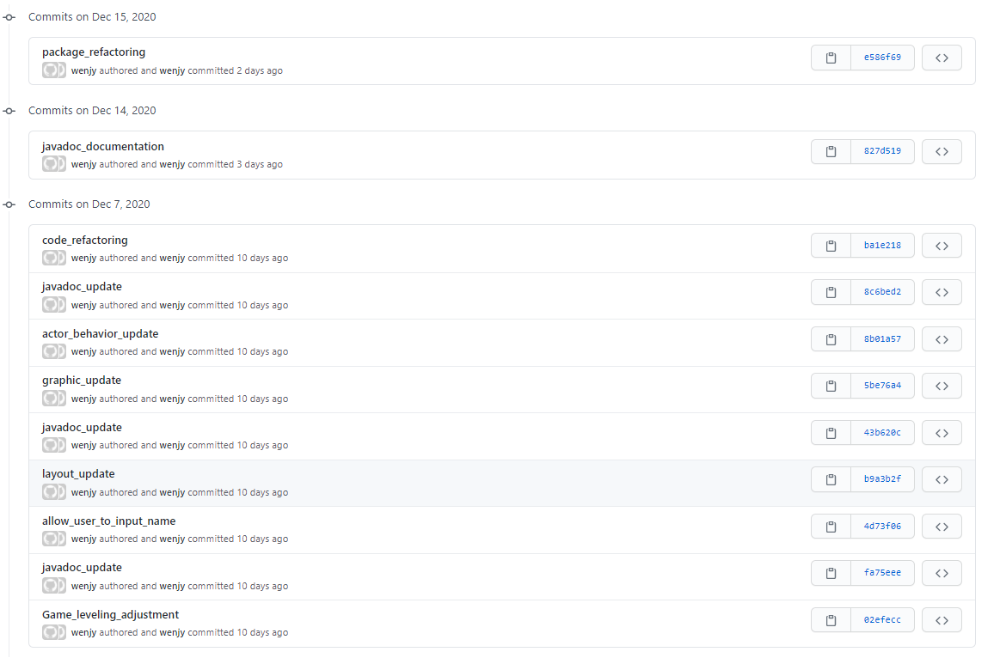 Commits on Dec 15, 2020
package_refactoring
e586f69
wenjy authored and wenjy committed 2 days ago
Commits on Dec 14, 2020
javadoc_documentation
827d519
wenjy authored and wenjy committed 3 days ago
Commits on Dec 7, 2020
code_refactoring
ba1e218
wenjy authored and wenjy committed 10 days ago
javadoc_update
8c6bed2
wenjy authored and wenjy committed 10 days ago
actor_behavior_update
8b01a57
wenjy authored and wenjy committed 10 days ago
graphic_update
5be76a4
wenjy authored and wenjy committed 10 days ago
javadoc_update
43b620c
wenjy authored and wenjy committed 10 days ago
layout_update
b9a3b2f
wenjy authored and wenjy committed 10 days ago
allow_user_to_input_name
4d73f06
wenjy authored and wenjy committed 10 days ago
javadoc_update
fa75eee
wenjy authored and wenjy committed 10 days ago
Game_leveling_adjustment
02efecc
wenjy authored and wenjy committed 10 days ago